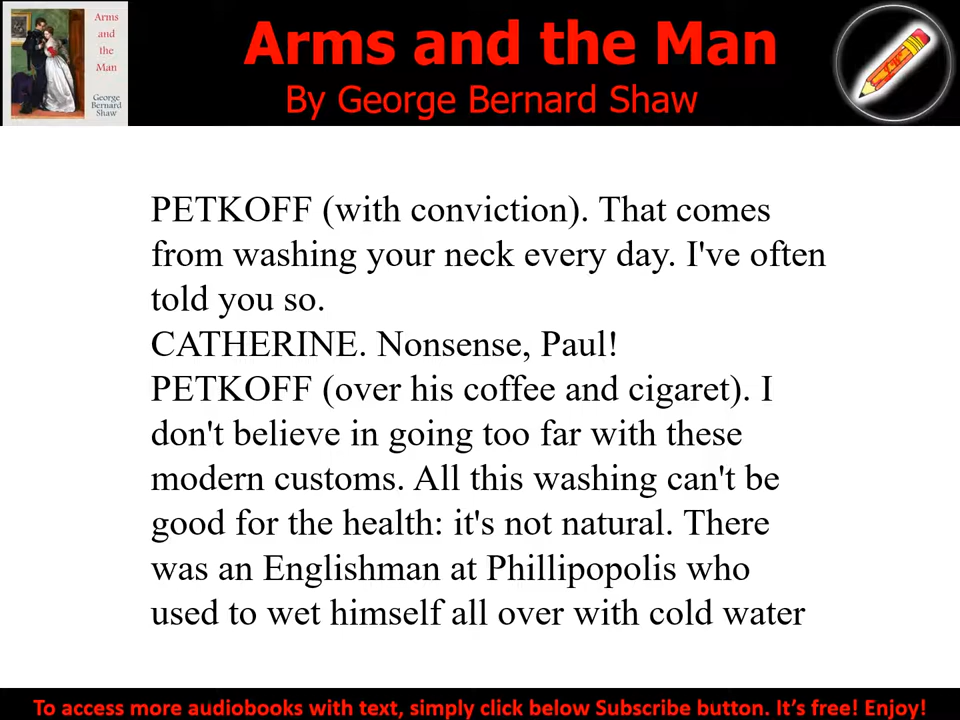 Arms
and
the
Man
George
Bernard
Shaw
Arms and the Man
By George Bernard Shaw
PETKOFF (with conviction). That comes
from washing your neck every day. I've often
told you so.
CATHERINE. Nonsense, Paul!
PETKOFF (over his coffee and cigaret). I
don't believe in going too far with these
modern customs. All this washing can't be
good for the health: it's not natural. There
was an Englishman at Phillipopolis who
used to wet himself all over with cold water
To access more audiobooks with text, simply click below Subscribe button. It's free! Enjoy!